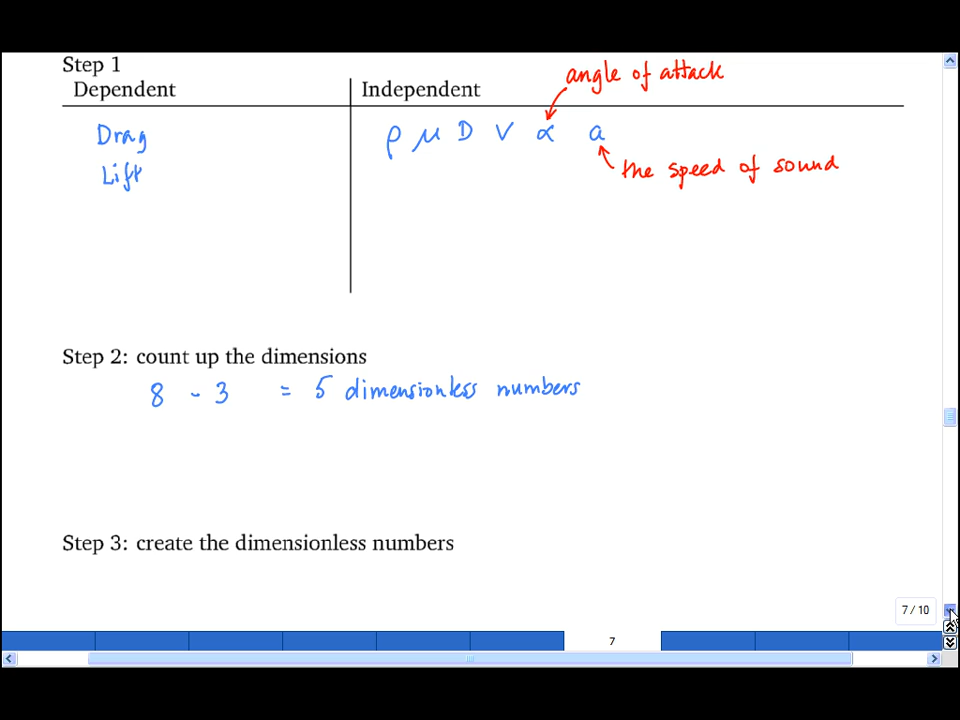 Step 1
Dependent
Independent
angle of attack
Drag
ρ μ D V α a
Lift
the speed of sound
Step 2: count up the dimensions
8 - 3 = 5 dimensionless numbers
Step 3: create the dimensionless numbers
7 / 10
7